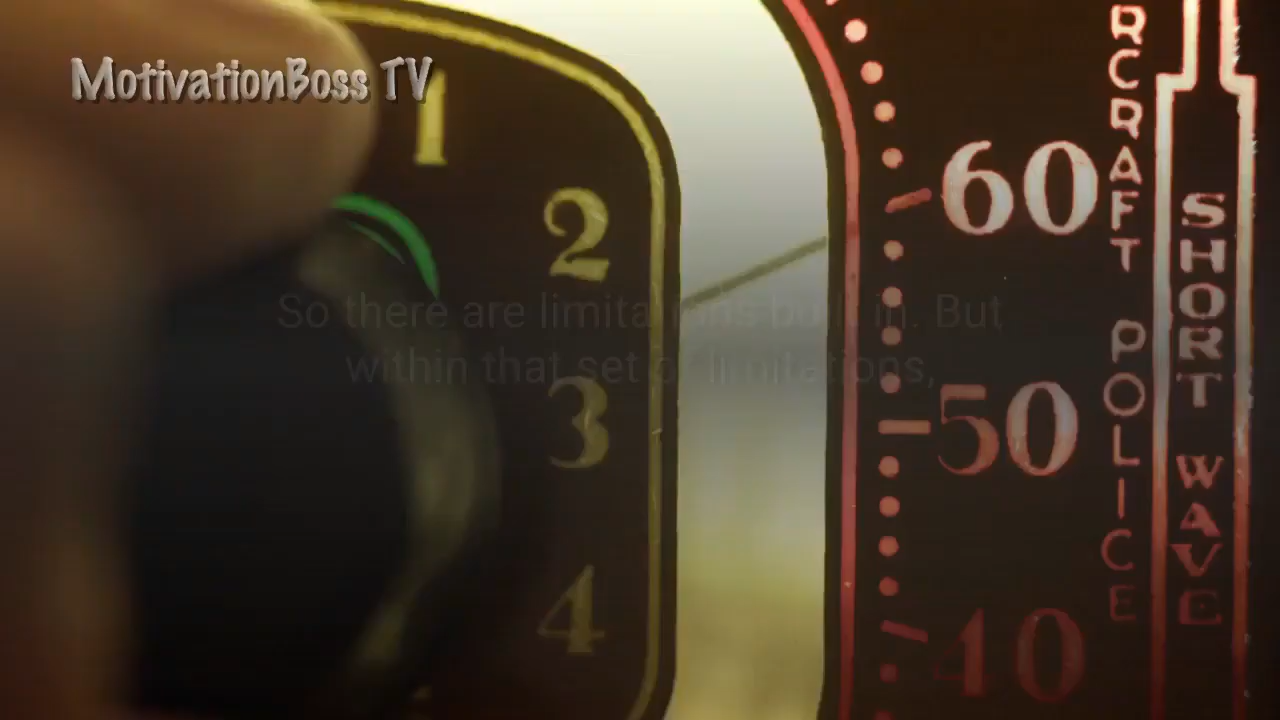 MotivationBoss TV
1
2
3
4
60
50
40
RCRAFT POLICE
SHORT WAVE
So there are limitations built in. But
within that set of limitations,